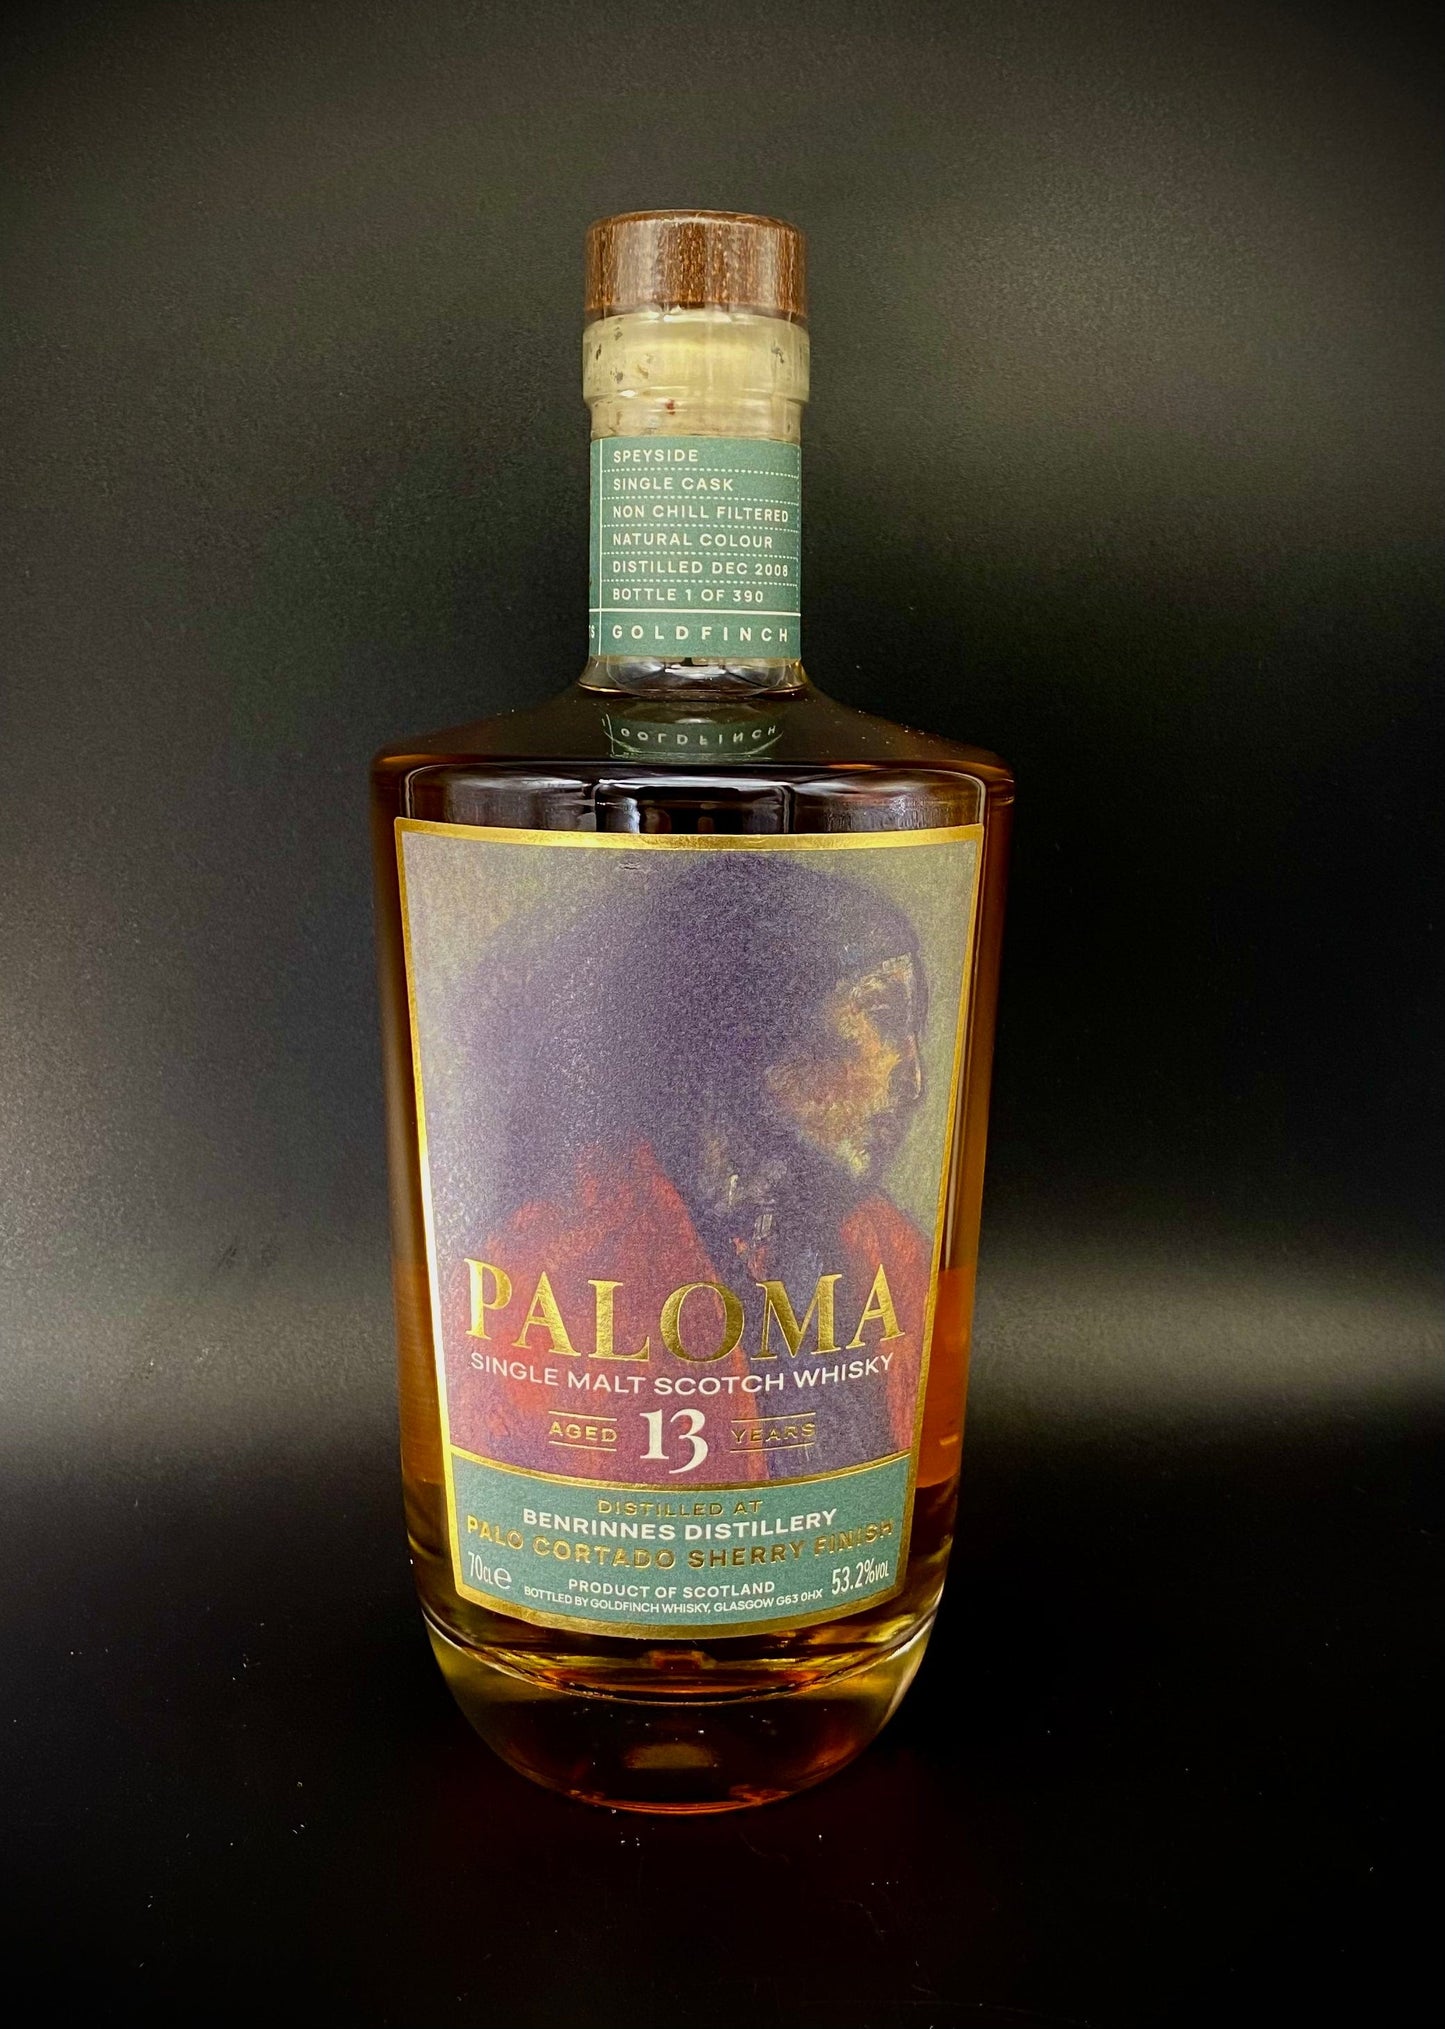 SPEYSIDE
SINGLE CASK
NON CHILL FILTERED
NATURAL COLOUR
DISTILLED DEC 2008
BOTTLE 1 OF 390
GOLDFINCH
PALOMA
SINGLE MALT SCOTCH WHISKY
AGED 13 YEARS
DISTILLED AT
BENRINNES DISTILLERY
PALO CORTADO SHERRY FINISH
70cl e PRODUCT OF SCOTLAND 53.2%VOL
BOTTLED BY GOLDFINCH WHISKY, GLASGOW G63 0HX